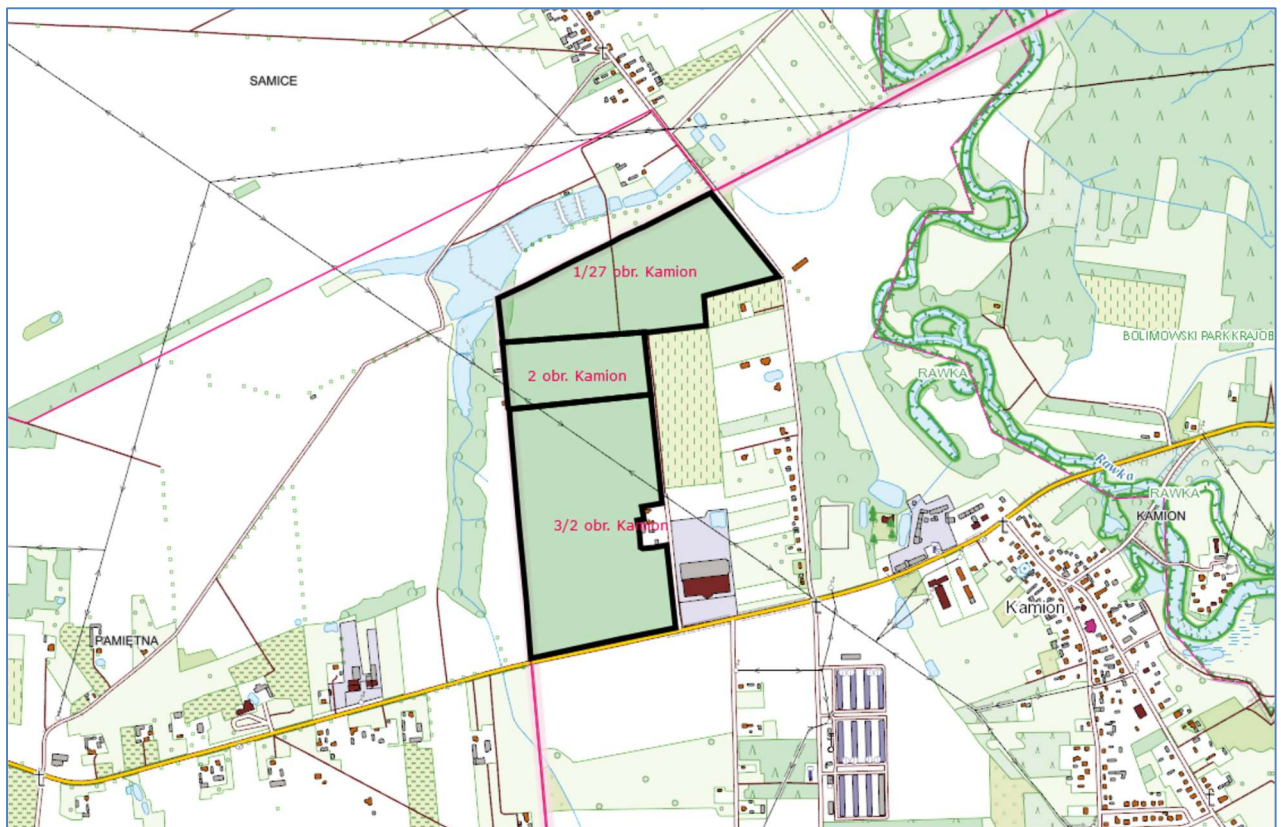 SAMICE
1/27 obr. Kamion
BOLIMOWSKI PARK KRAJOB
RAWKA
2 obr. Kamion
Rawka
RAWKA
KAMION
3/2 obr. Kamion
Kamion
PAMIĘTNA